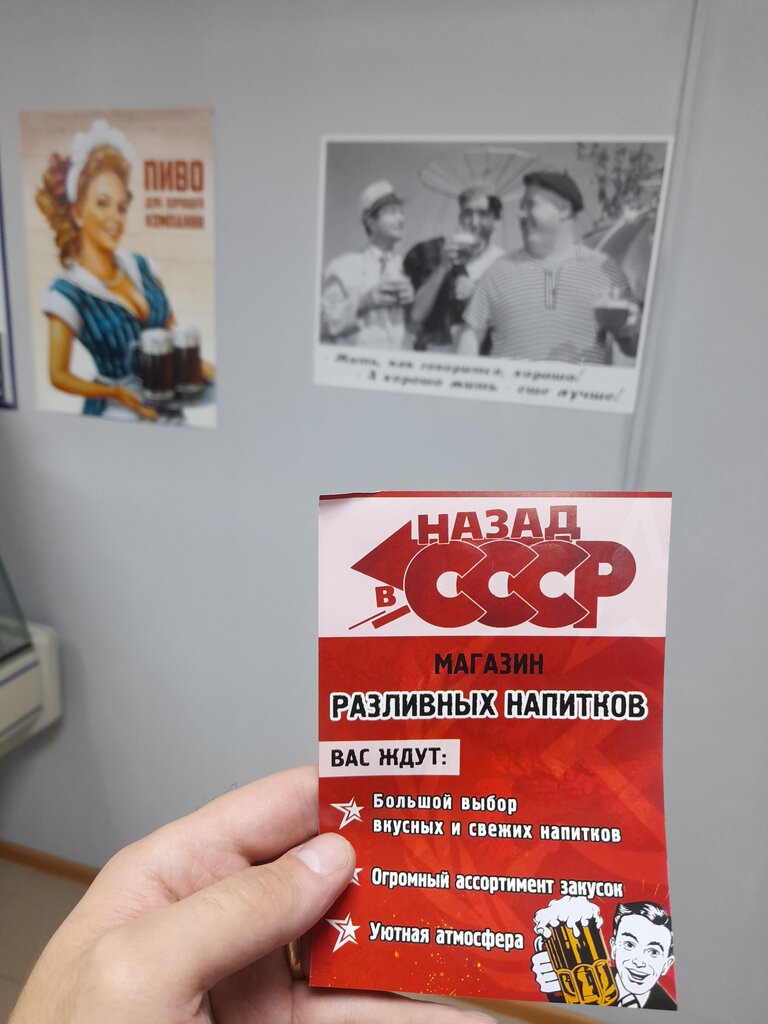 ПИВО
ДЛЯ ХОРОШЕЙ
КОМПАНИИ
- Жить, как говорится, хорошо!
- А хорошо жить - еще лучше!
НАЗАД
В СССР
МАГАЗИН
РАЗЛИВНЫХ НАПИТКОВ
ВАС ЖДУТ:
Большой выбор
вкусных и свежих напитков
Огромный ассортимент закусок
Уютная атмосфера